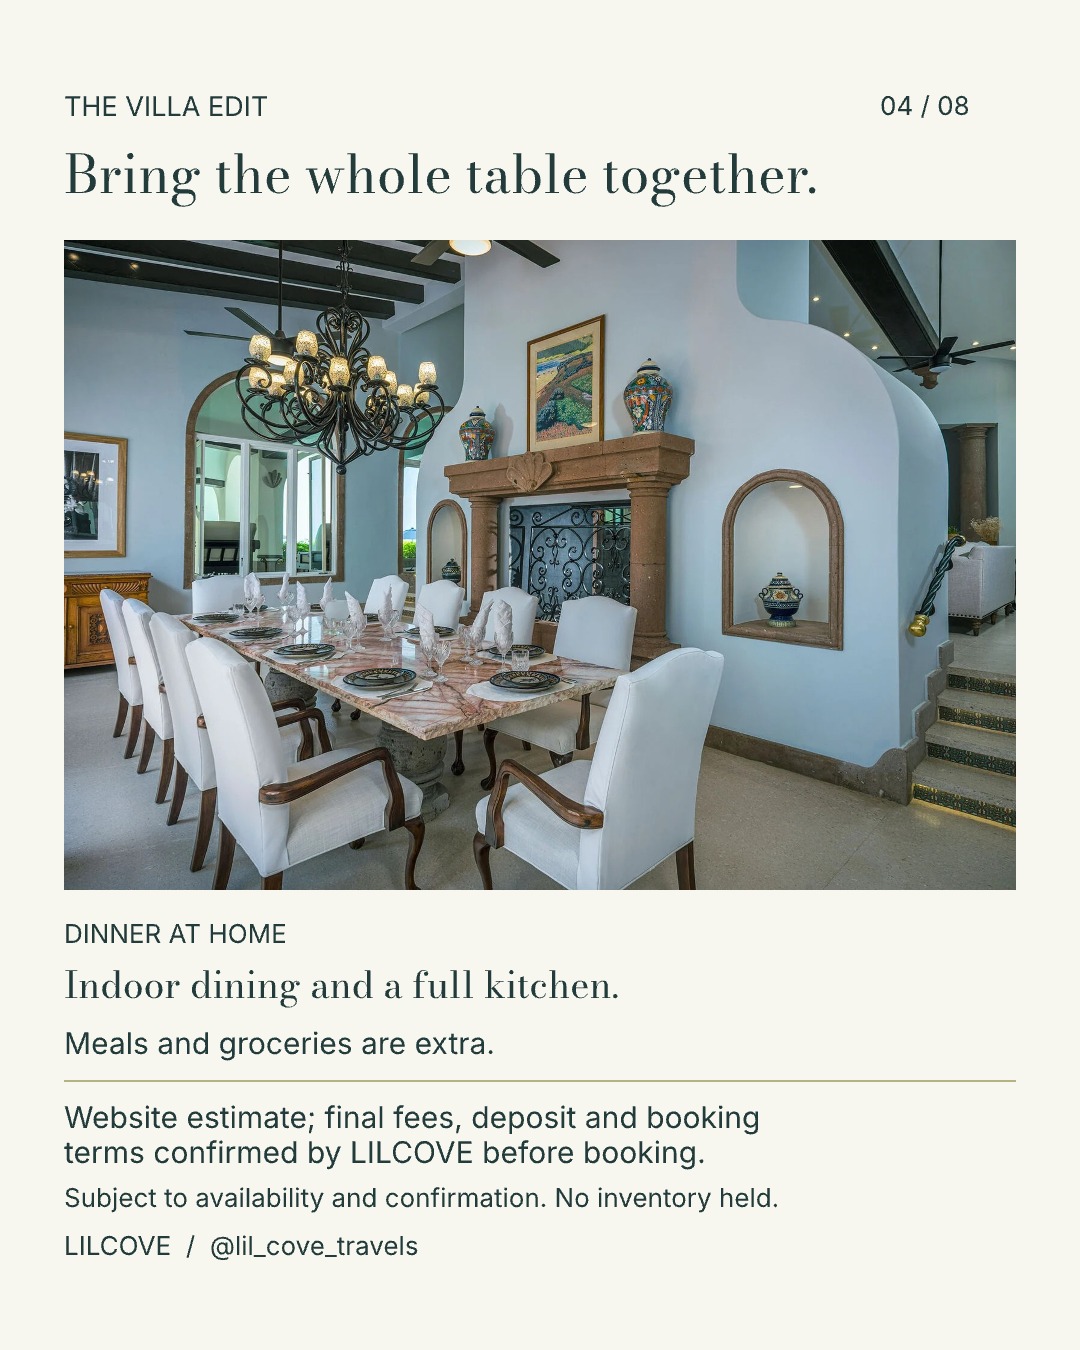 THE VILLA EDIT
04 / 08
Bring the whole table together.
DINNER AT HOME
Indoor dining and a full kitchen.
Meals and groceries are extra.
Website estimate; final fees, deposit and booking
terms confirmed by LILCOVE before booking.
Subject to availability and confirmation. No inventory held.
LILCOVE / @lil_cove_travels